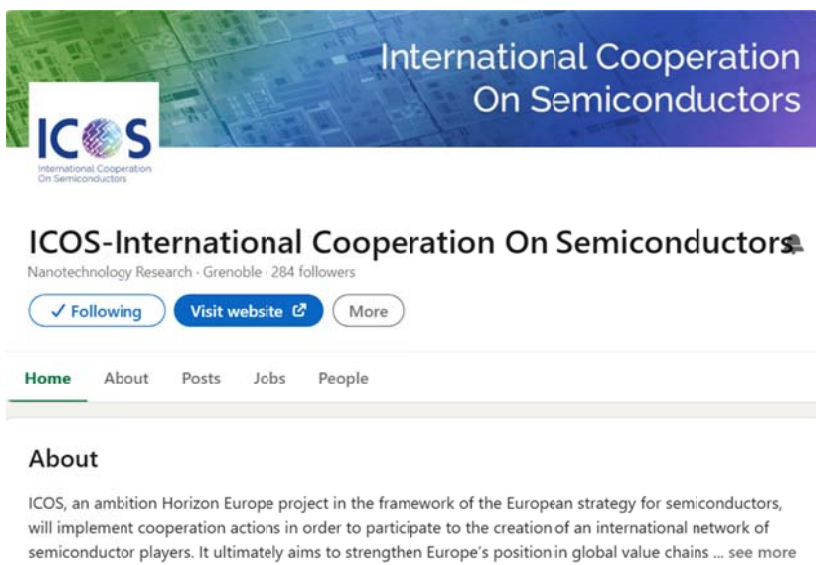 International Cooperation
On Semiconductors
ICOS
International Cooperation
On Semiconductors
ICOS-International Cooperation On Semiconductors
Nanotechnology Research · Grenoble · 284 followers
✓ Following
Visit website
More
Home About Posts Jobs People
About
ICOS, an ambition Horizon Europe project in the framework of the European strategy for semiconductors,
will implement cooperation actions in order to participate to the creation of an international network of
semiconductor players. It ultimately aims to strengthen Europe's position in global value chains ... see more